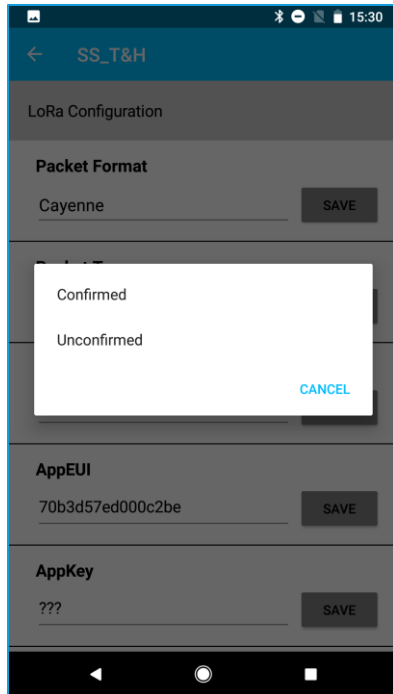 15:30
SS_T&H
LoRa Configuration
Packet Format
Cayenne
SAVE
Confirmed
Unconfirmed
CANCEL
AppEUI
70b3d57ed000c2be
SAVE
AppKey
???
SAVE